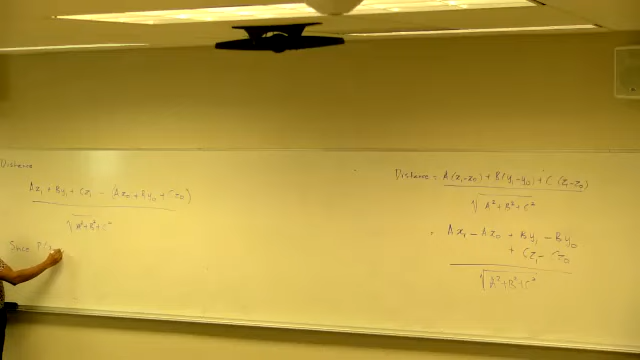 Distance
Ax₁ + By₁ + Cz₁ - (Ax₀ + By₀ + Cz₀)
√A²+B²+C²
Since P(
Distance = A(x₁-x₀) + B(y₁-y₀) + C(z₁-z₀)
√A²+B²+C²
= Ax₁ - Ax₀ + By₁ - By₀
+ Cz₁ - Cz₀
√A²+B²+C²